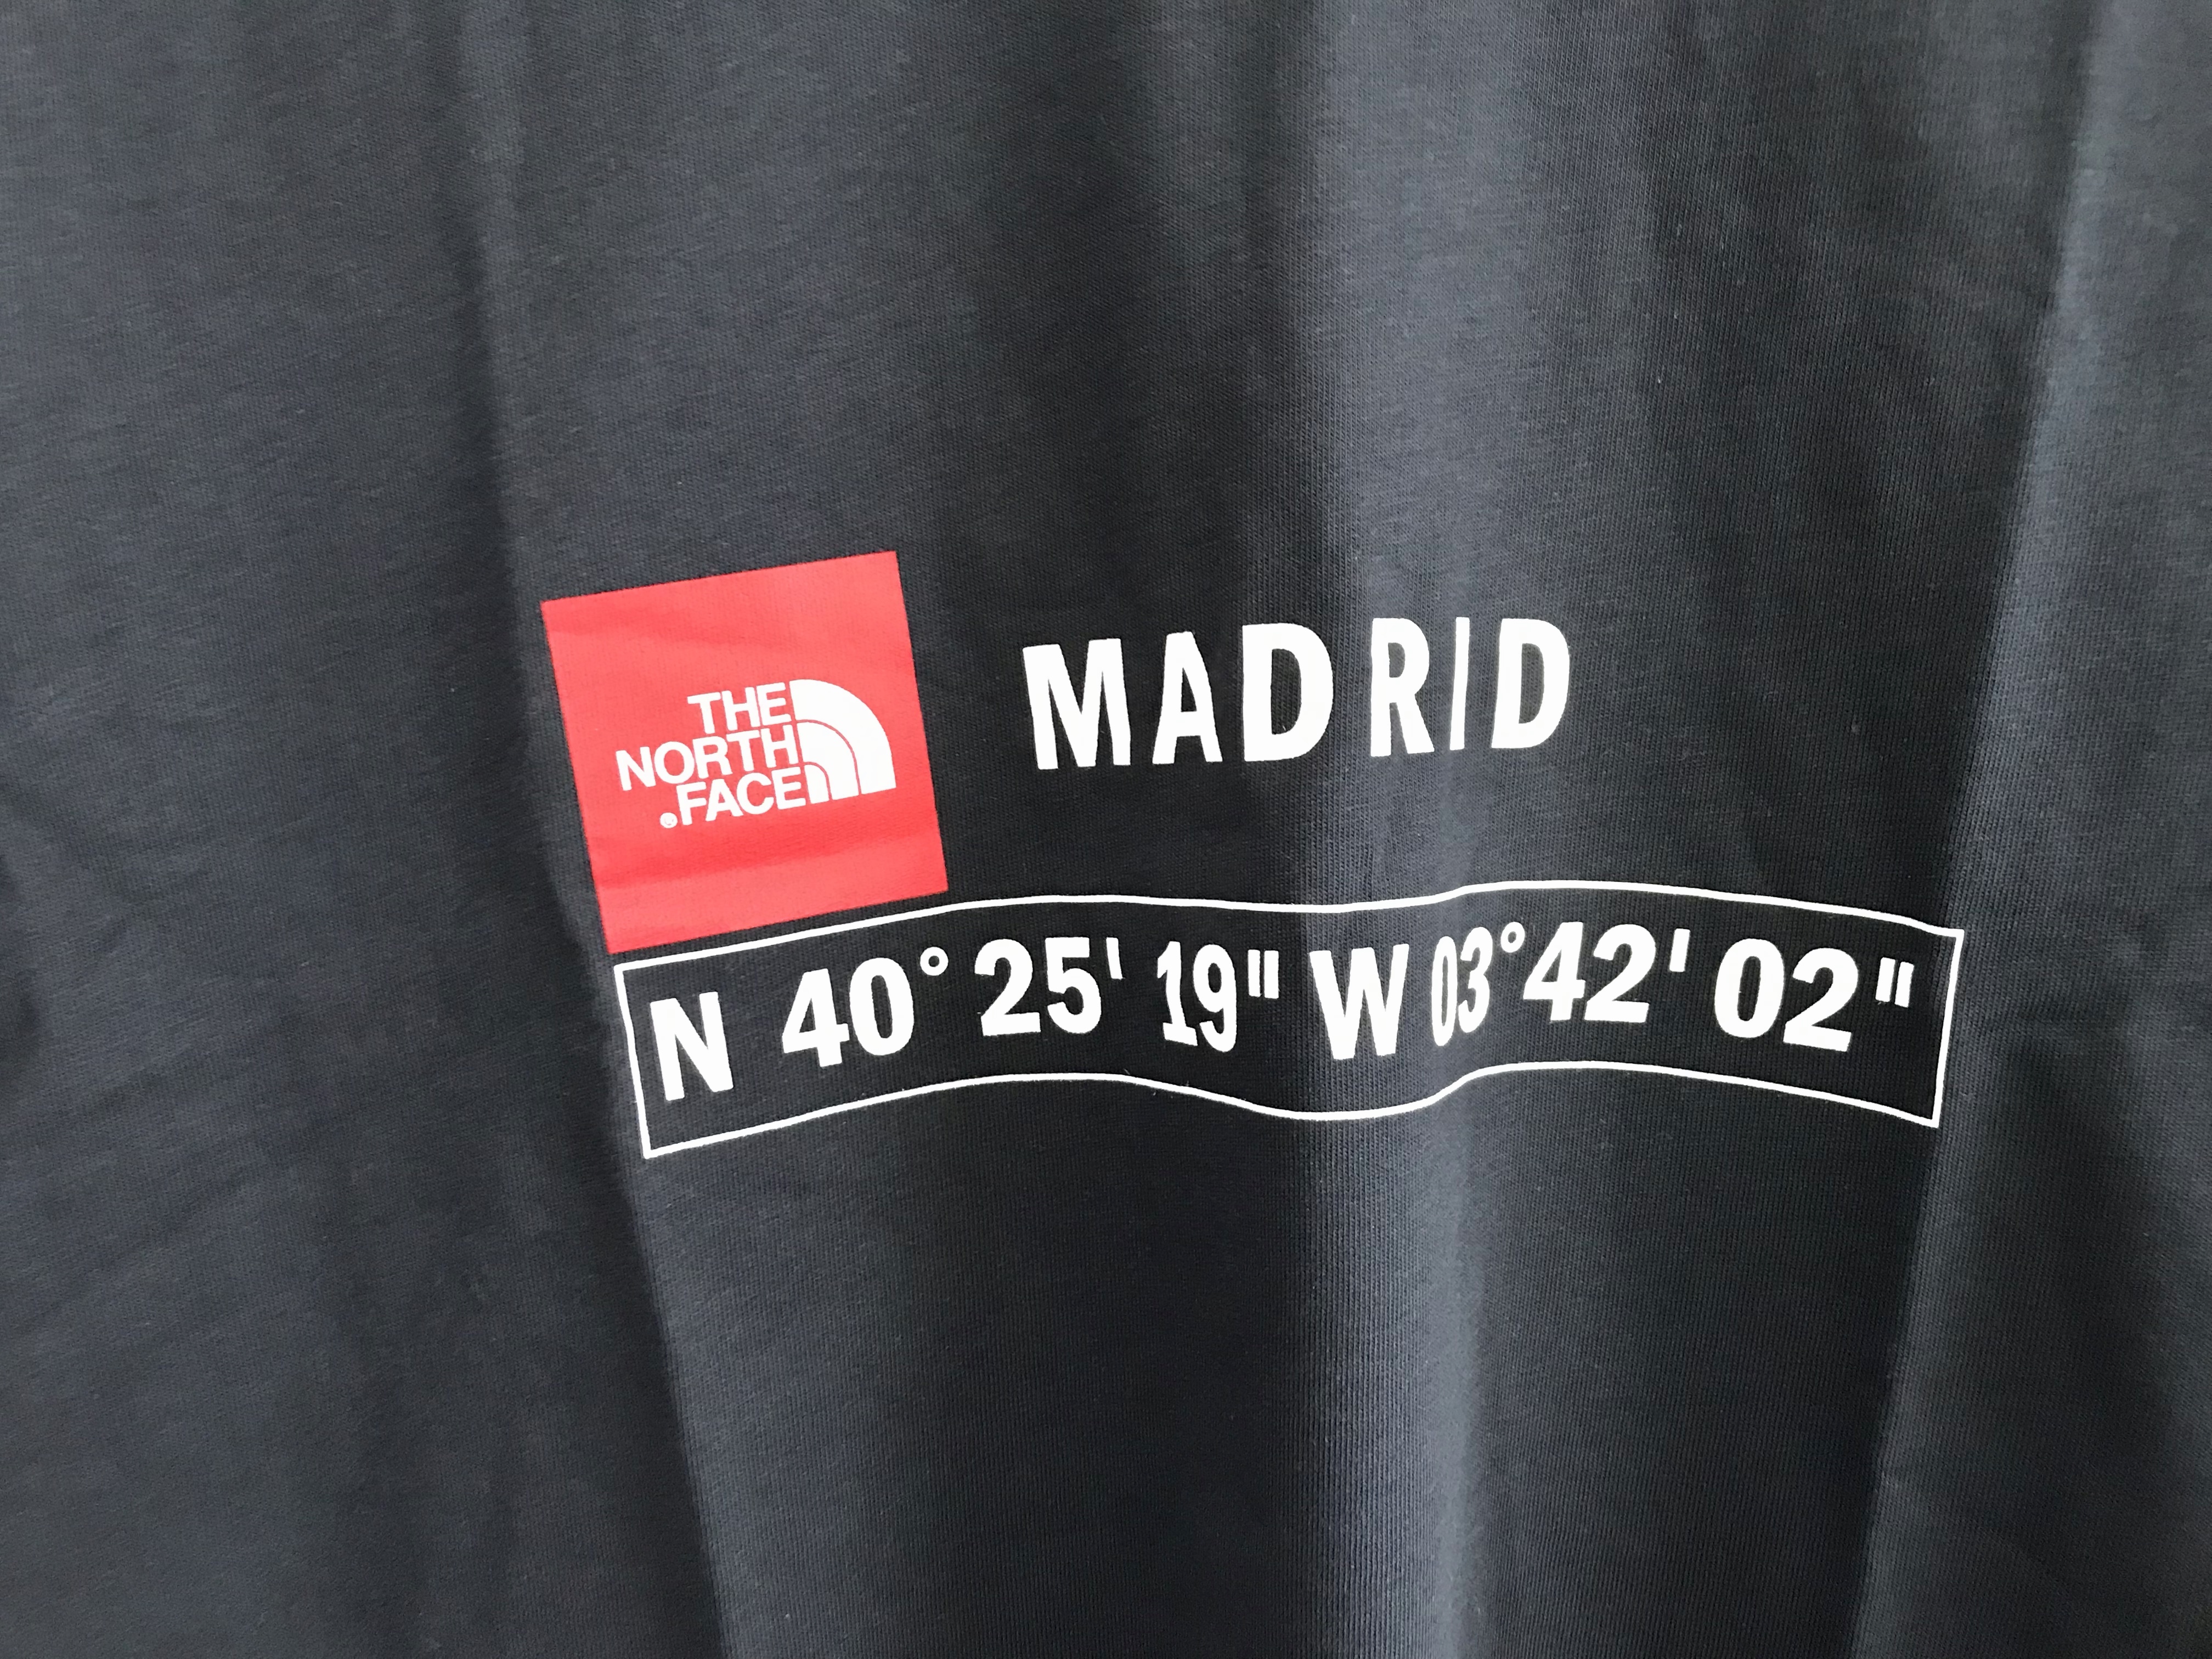 THE
NORTH
FACE
MADRID
N 40° 25' 19" W 03° 42' 02"